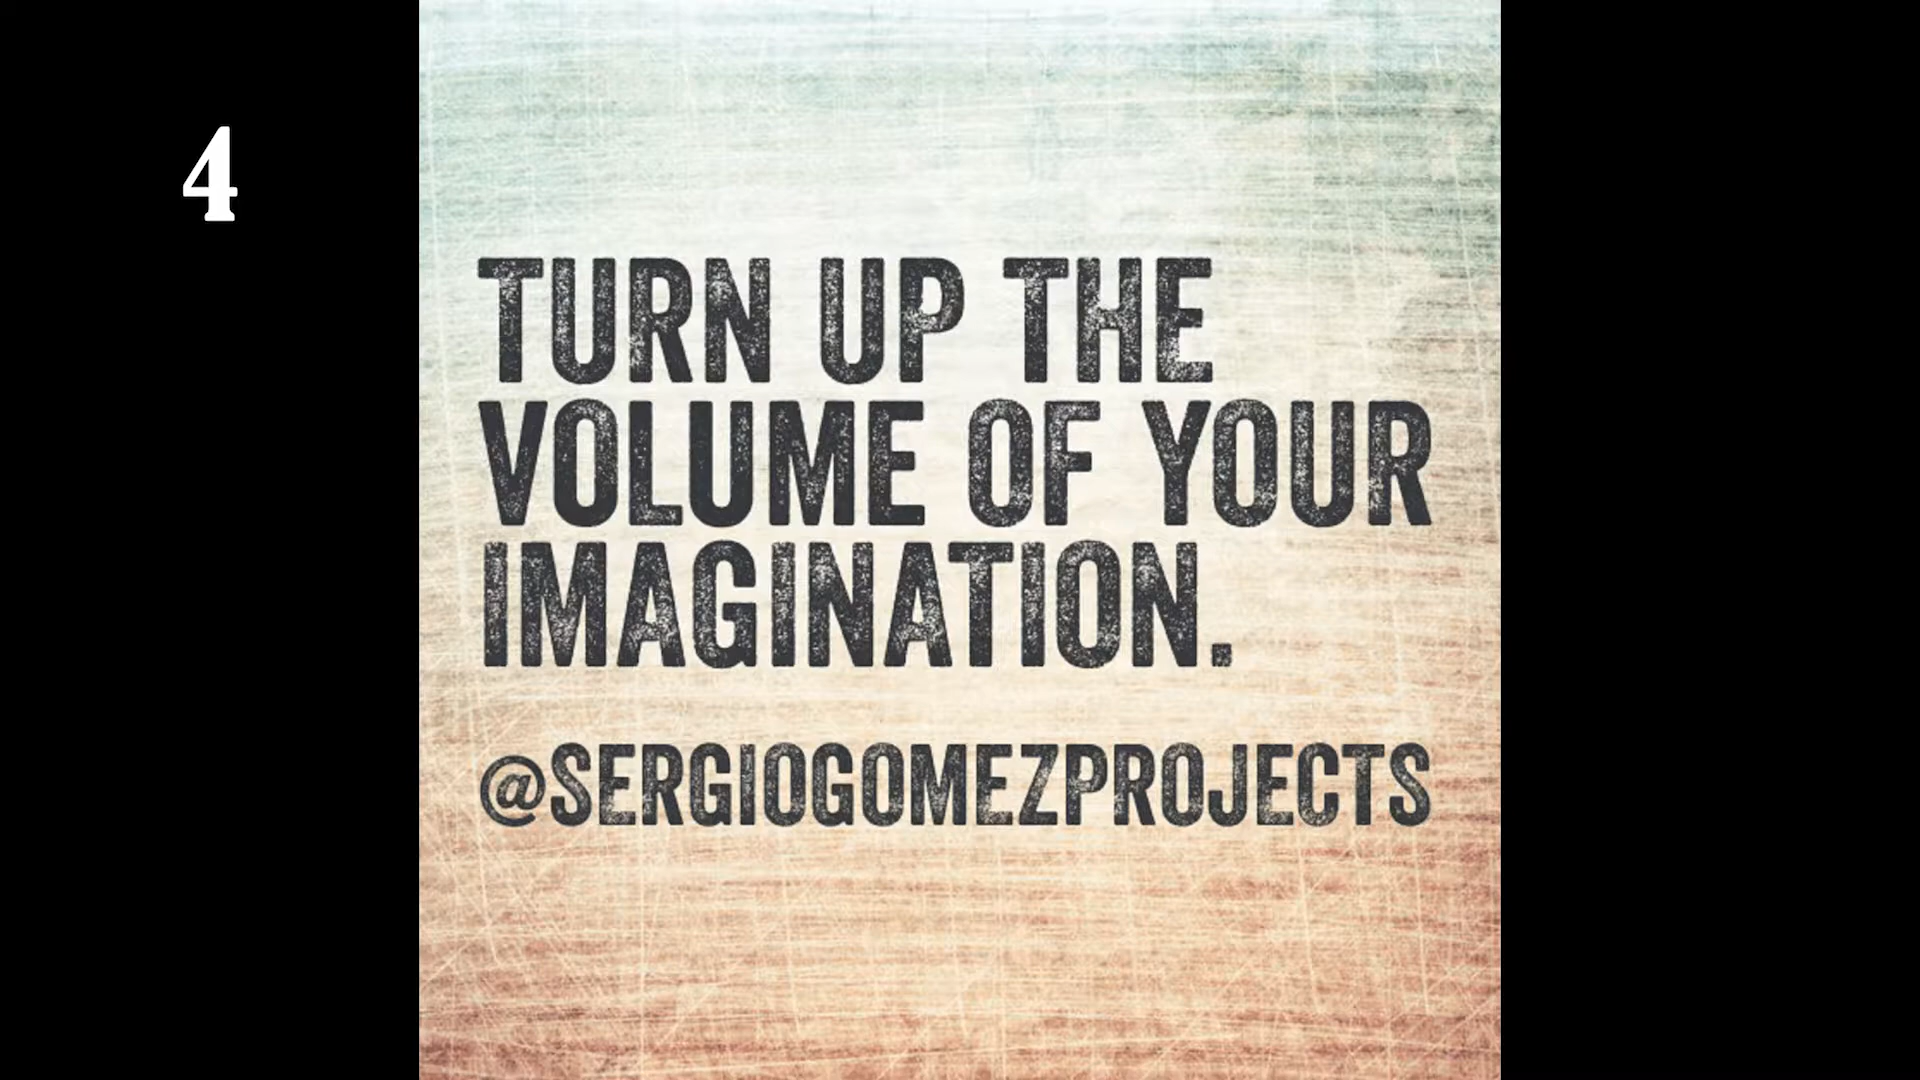 4
TURN UP THE
VOLUME OF YOUR
IMAGINATION.
@SERGIOGOMEZPROJECTS